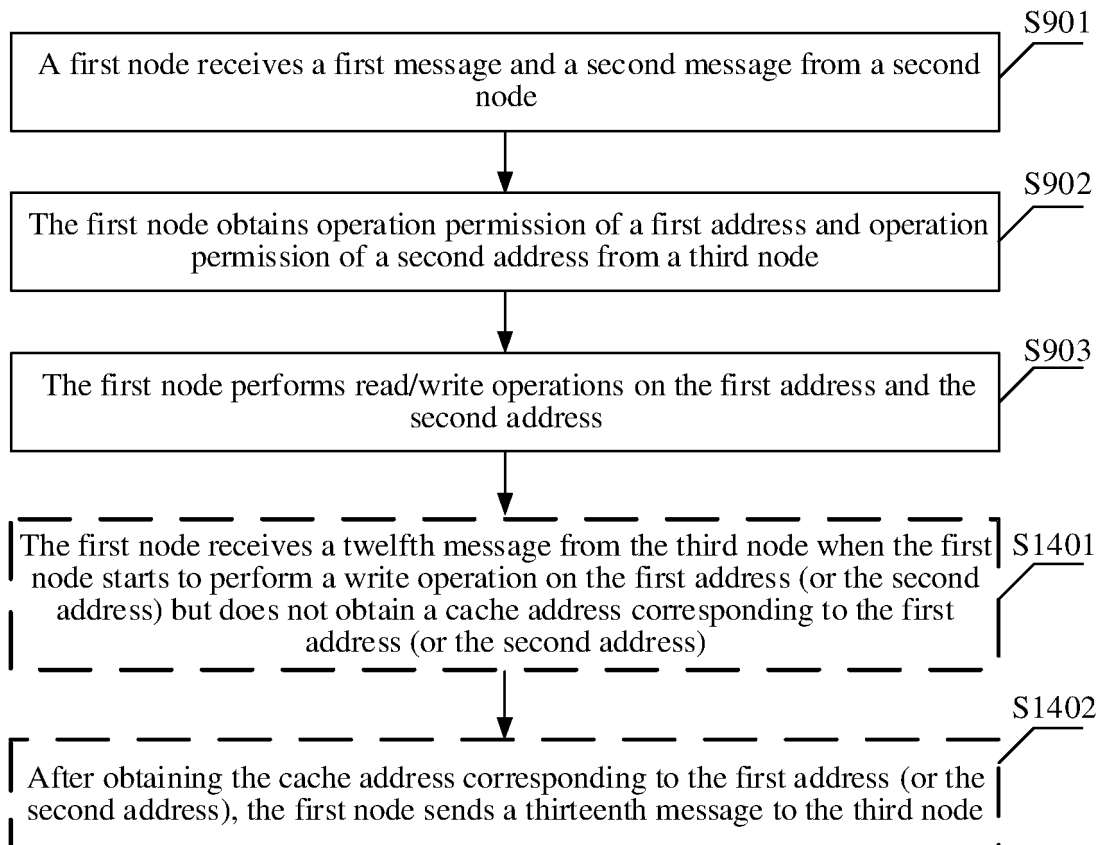 S901
A first node receives a first message and a second message from a second
node
S902
The first node obtains operation permission of a first address and operation
permission of a second address from a third node
S903
The first node performs read/write operations on the first address and the
second address
The first node receives a twelfth message from the third node when the first
node starts to perform a write operation on the first address (or the second
address) but does not obtain a cache address corresponding to the first
address (or the second address)
S1401
S1402
After obtaining the cache address corresponding to the first address (or the
second address), the first node sends a thirteenth message to the third node